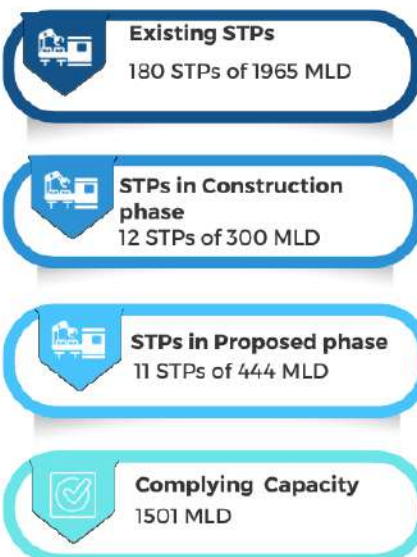 Existing STPs
180 STPs of 1965 MLD
STPs in Construction
phase
12 STPs of 300 MLD
STPs in Proposed phase
11 STPs of 444 MLD
Complying Capacity
1501 MLD